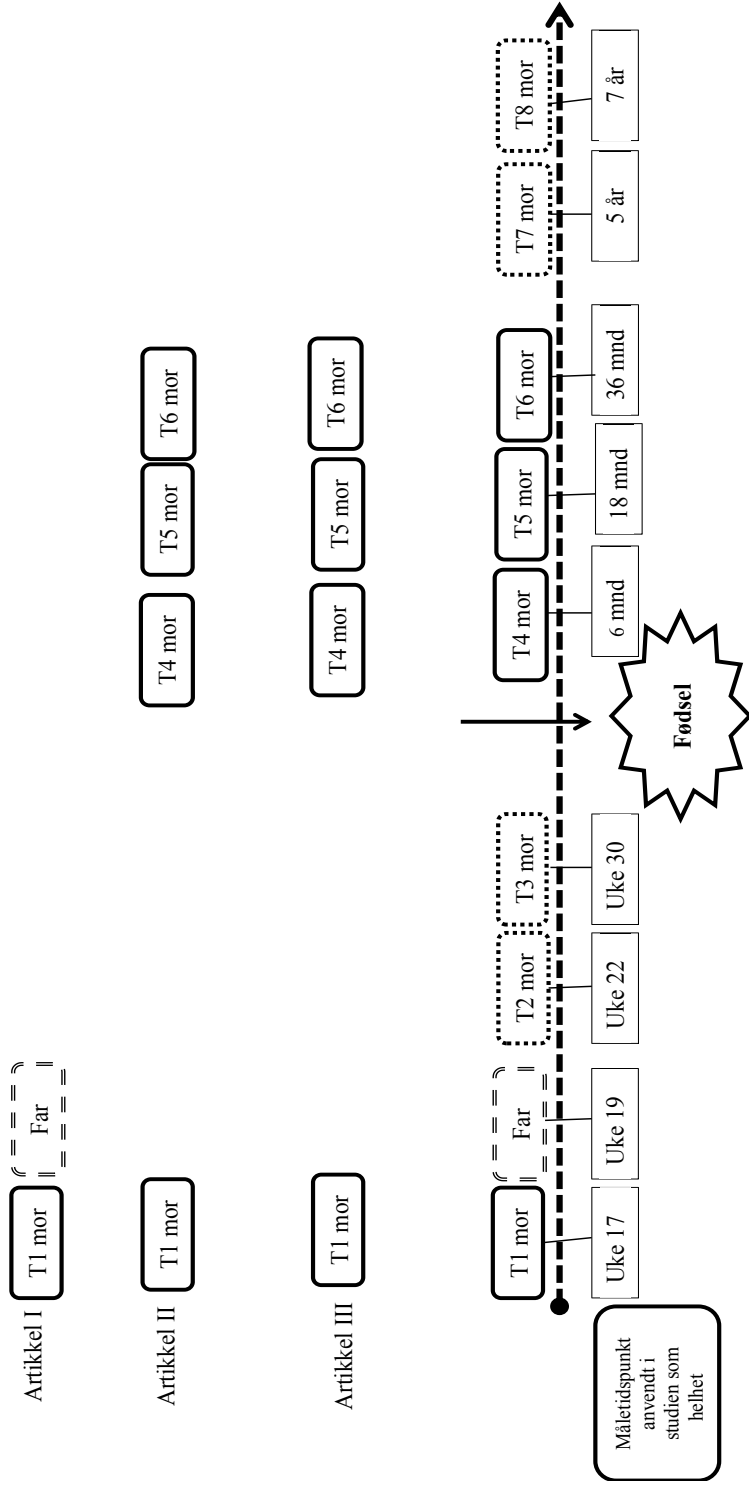 Artikkel I
T1 mor
Far
Artikkel II
T1 mor
T4 mor
T5 mor
T6 mor
Artikkel III
T1 mor
T4 mor
T5 mor
T6 mor
T1 mor
Far
T2 mor
T3 mor
T4 mor
T5 mor
T6 mor
T7 mor
T8 mor
Måletidspunkt
anvendt i
studien som
helhet
Uke 17
Uke 19
Uke 22
Uke 30
Fødsel
6 mnd
18 mnd
36 mnd
5 år
7 år